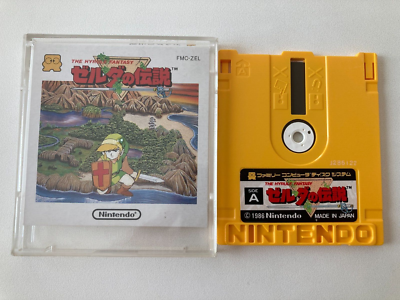 THE HYRULE FANTASY
FMC-ZEL
ゼルダの伝説
TM
Nintendo
ファミリー コンピュータ ディスク システム
SIDE
A
THE HYRULE FANTASY
ゼルダの伝説
© 1986 Nintendo MADE IN JAPAN
NINTENDO